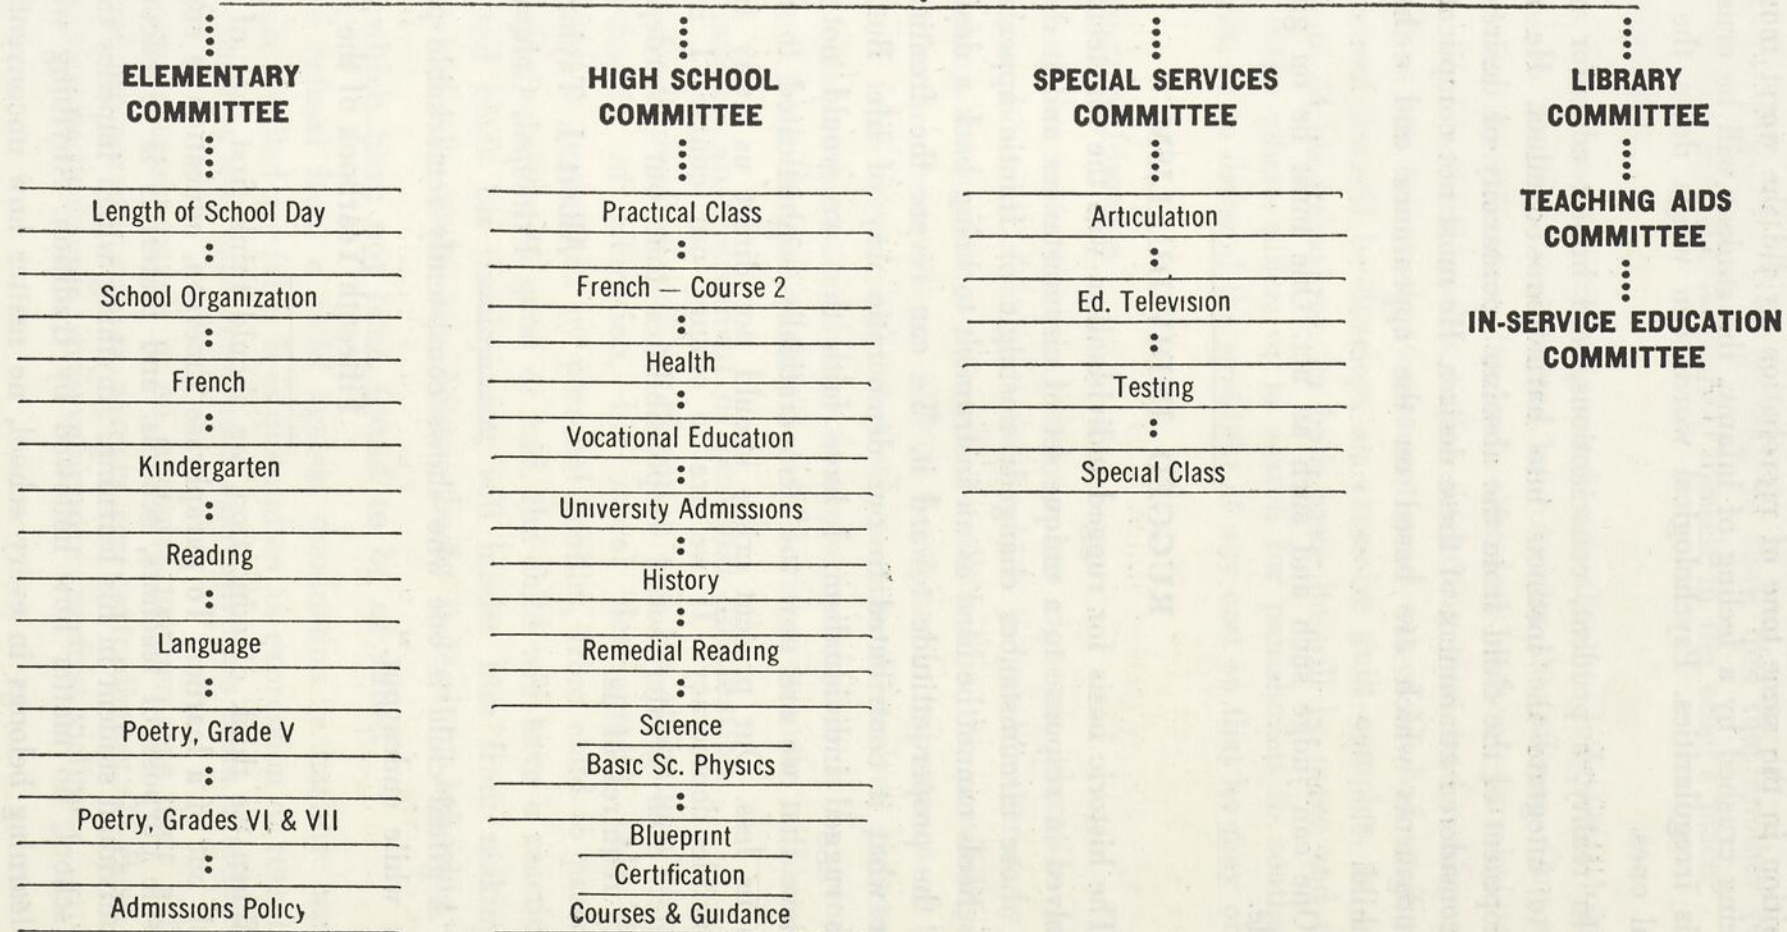 ELEMENTARY
COMMITTEE
Length of School Day
School Organization
French
Kindergarten
Reading
Language
Poetry, Grade V
Poetry, Grades VI & VII
Admissions Policy
HIGH SCHOOL
COMMITTEE
Practical Class
French — Course 2
Health
Vocational Education
University Admissions
History
Remedial Reading
Science
Basic Sc. Physics
Blueprint
Certification
Courses & Guidance
SPECIAL SERVICES
COMMITTEE
Articulation
Ed. Television
Testing
Special Class
LIBRARY
COMMITTEE
TEACHING AIDS
COMMITTEE
IN-SERVICE EDUCATION
COMMITTEE